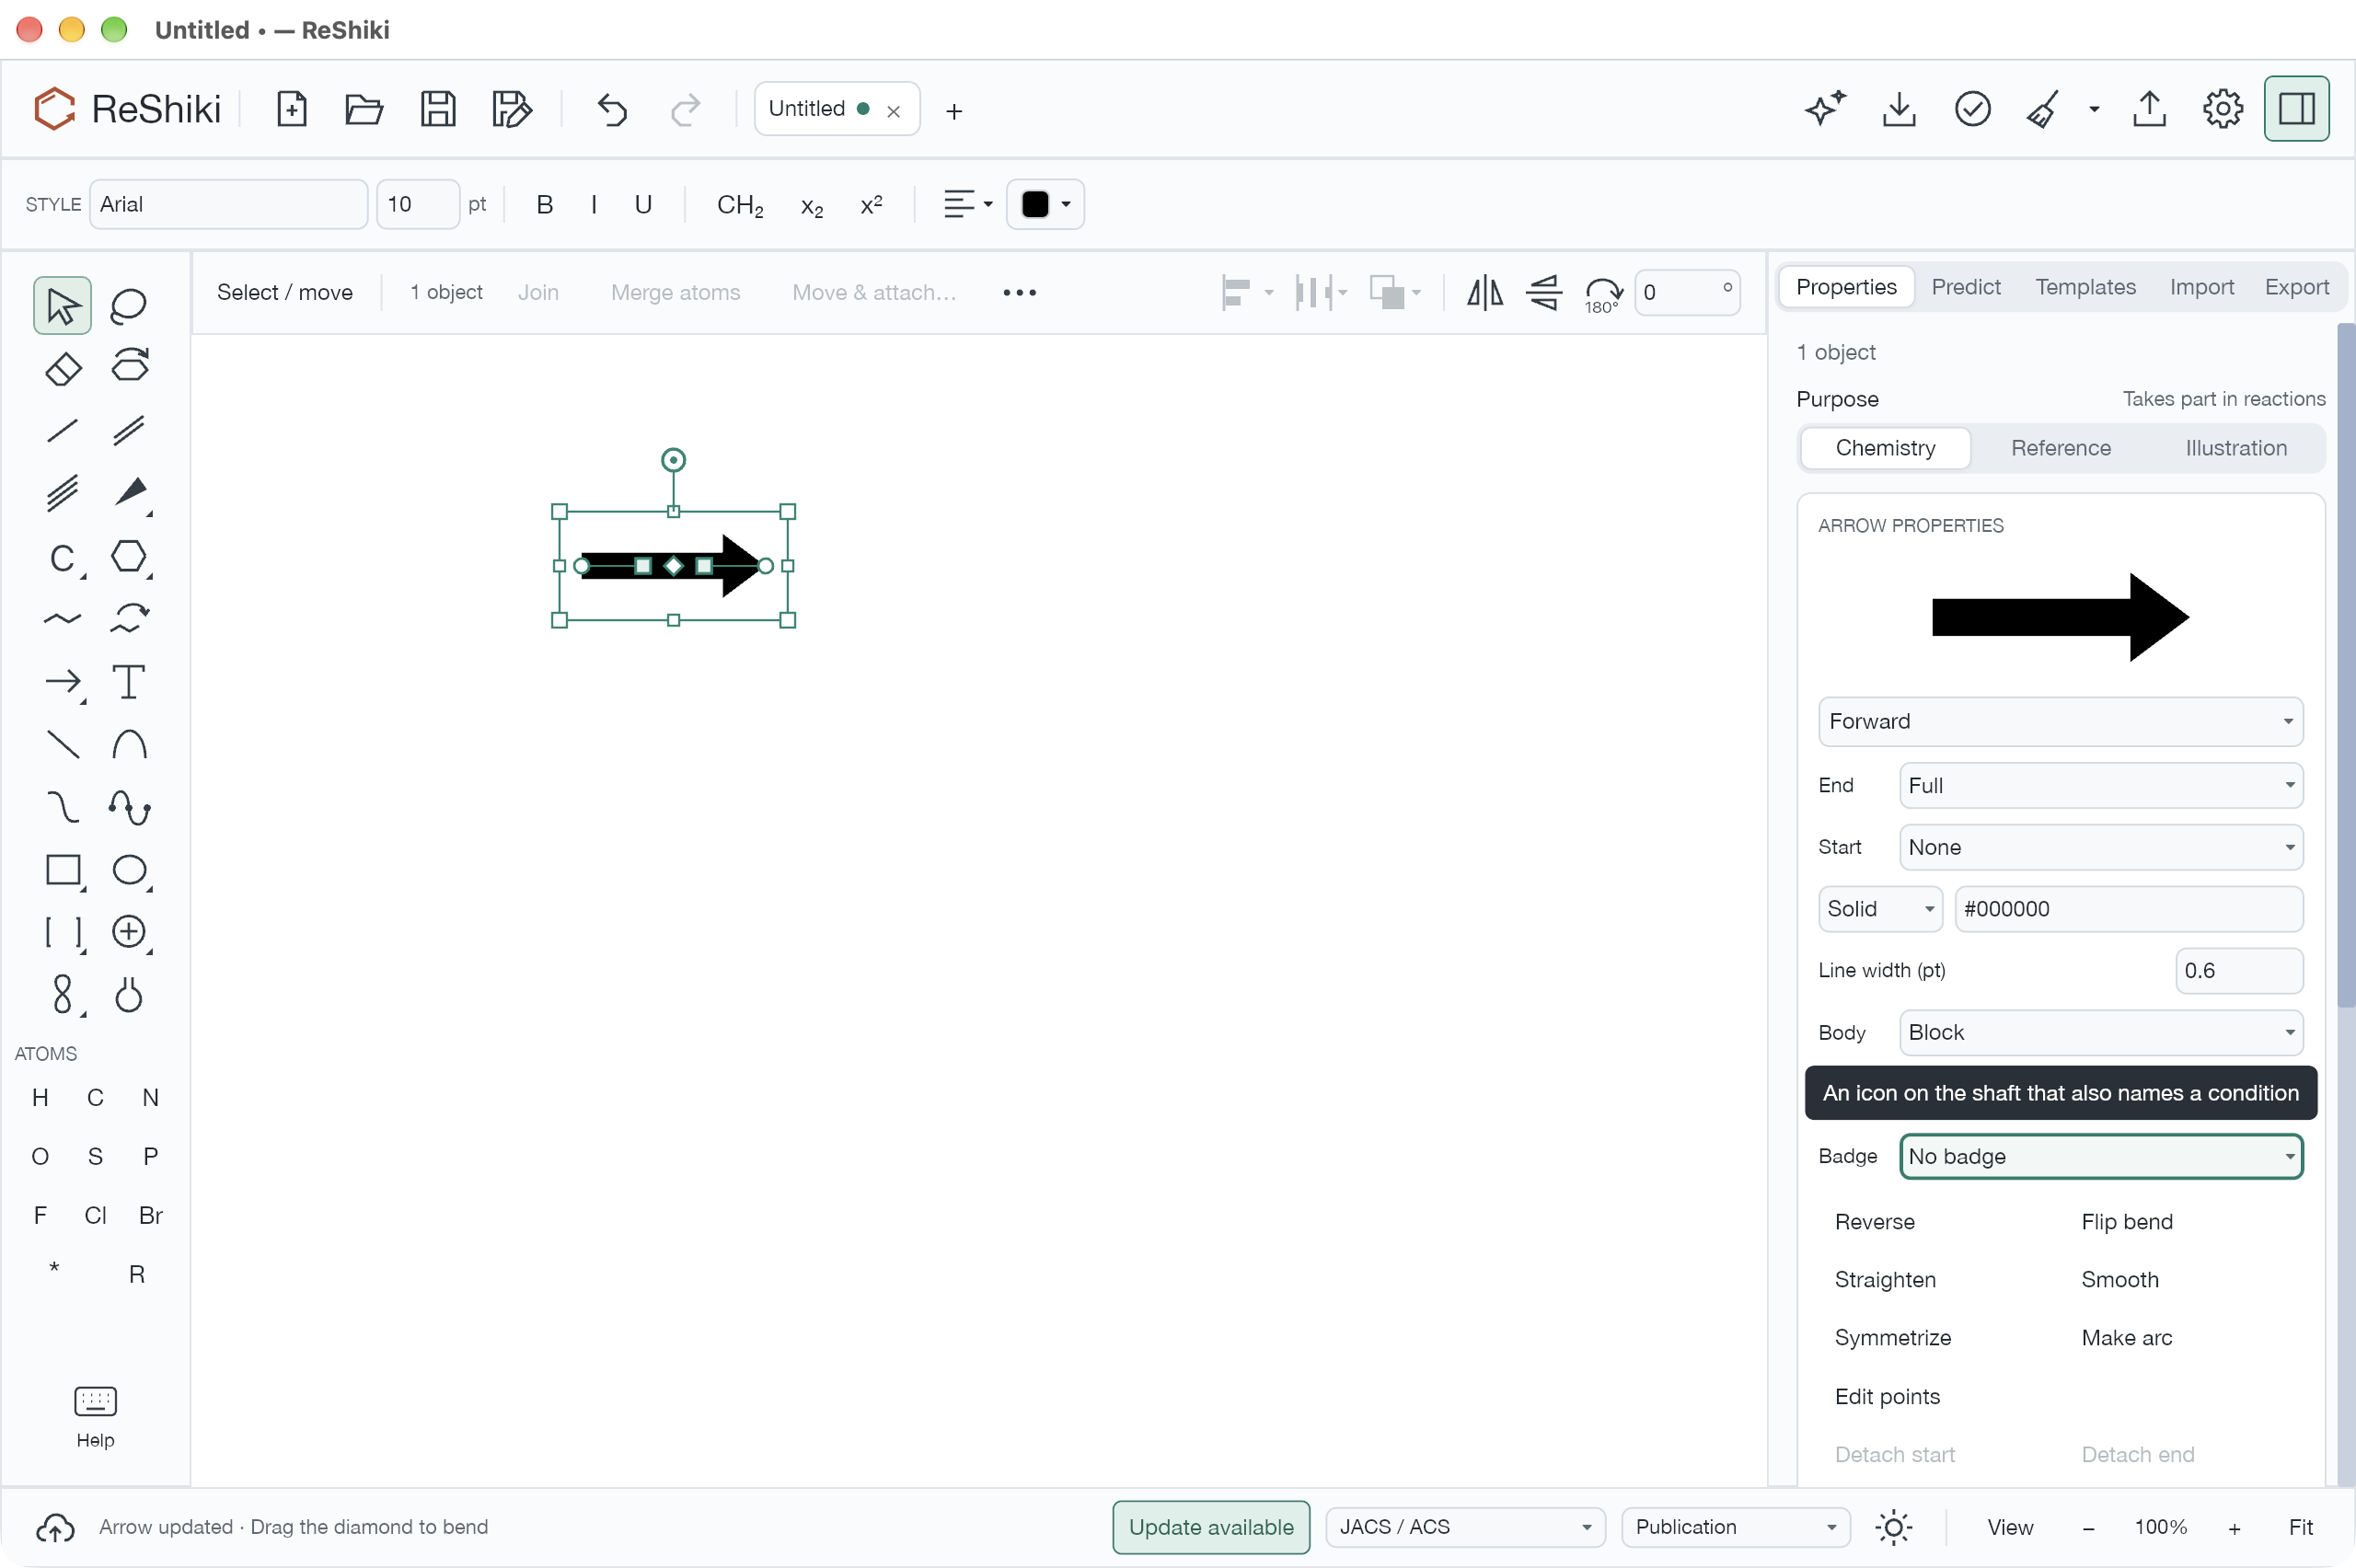 Untitled • — ReShiki
ReShiki
Untitled
STYLE Arial 10 pt B I U CH₂ x₂ x²
Select / move 1 object Join Merge atoms Move & attach... 180° 0 °
Properties Predict Templates Import Export
1 object
Purpose Takes part in reactions
Chemistry Reference Illustration
ARROW PROPERTIES
Forward
End Full
Start None
Solid #000000
Line width (pt) 0.6
Body Block
An icon on the shaft that also names a condition
Badge No badge
Reverse Flip bend
Straighten Smooth
Symmetrize Make arc
Edit points
Detach start Detach end
C
T
ATOMS
H C N
O S P
F Cl Br
* R
Help
Arrow updated · Drag the diamond to bend
Update available JACS / ACS Publication View − 100% + Fit